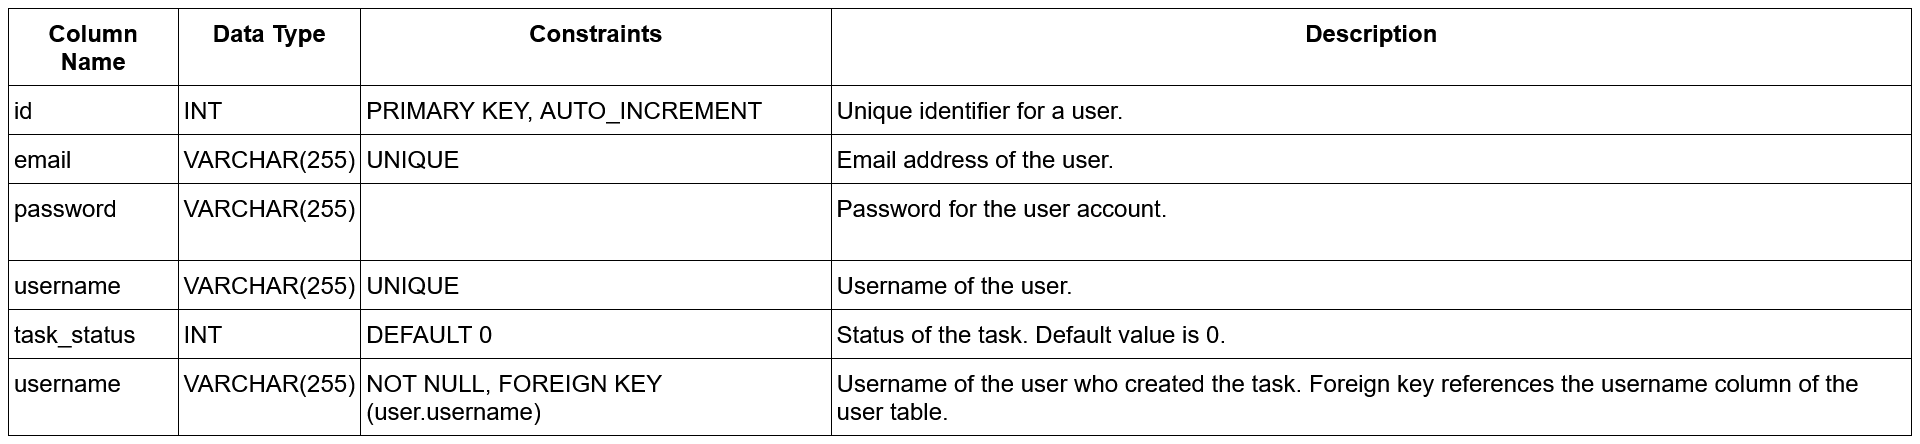 Column Name Data Type Constraints Description
id INT PRIMARY KEY, AUTO_INCREMENT Unique identifier for a user.
email VARCHAR(255) UNIQUE Email address of the user.
password VARCHAR(255) Password for the user account.
username VARCHAR(255) UNIQUE Username of the user.
task_status INT DEFAULT 0 Status of the task. Default value is 0.
username VARCHAR(255) NOT NULL, FOREIGN KEY (user.username) Username of the user who created the task. Foreign key references the username column of the user table.